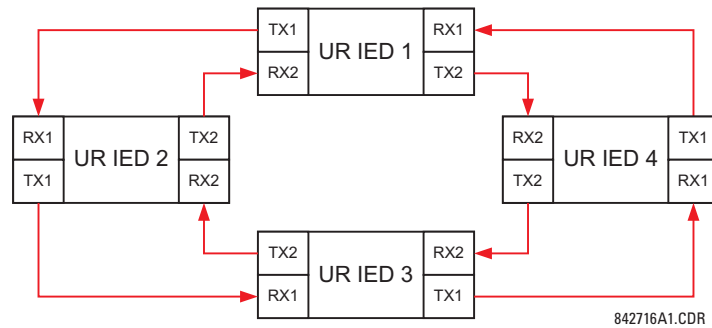 TX1 UR IED 1 RX1
RX2 TX2
RX1 UR IED 2 TX2
TX1 RX2
RX2 UR IED 4 TX1
TX2 RX1
TX2 UR IED 3 RX2
RX1 TX1
842716A1.CDR